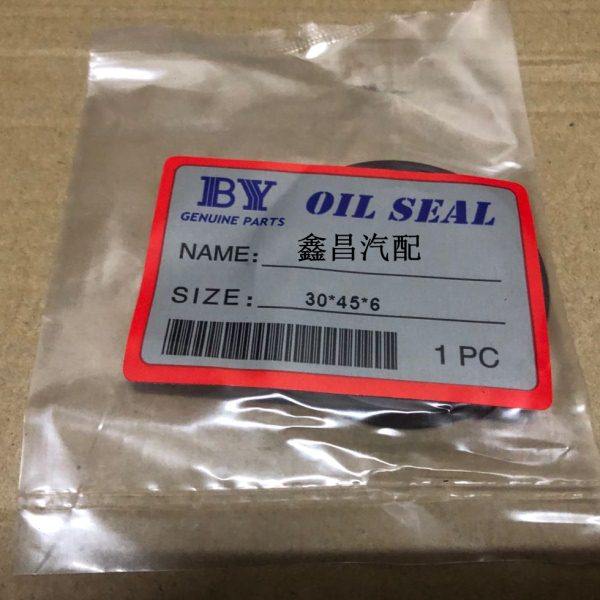 BY OIL SEAL
GENUINE PARTS
NAME: 鑫昌汽配
SIZE: 30*45*6
1 PC